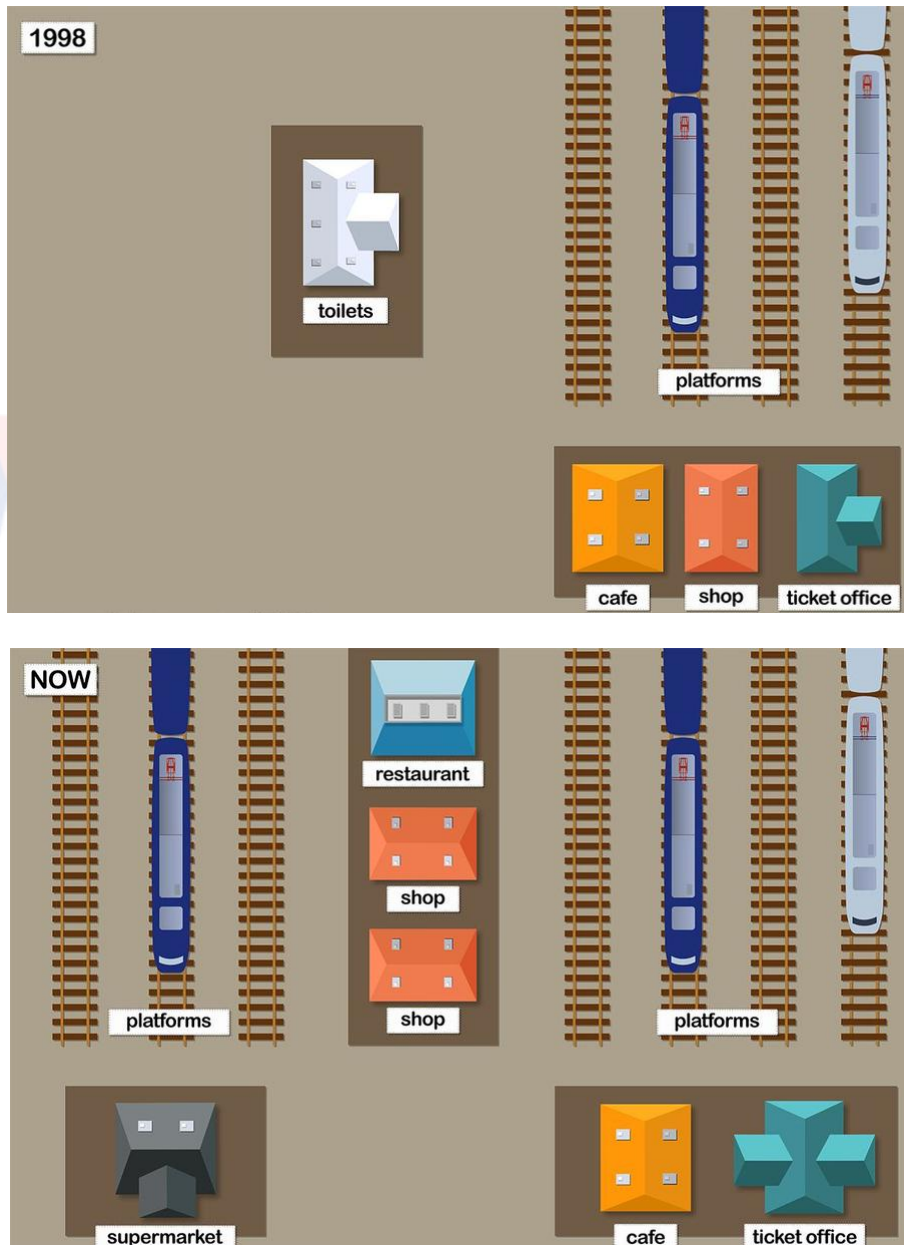 1998
toilets
platforms
cafe
shop
ticket office
NOW
restaurant
shop
shop
platforms
platforms
supermarket
cafe
ticket office